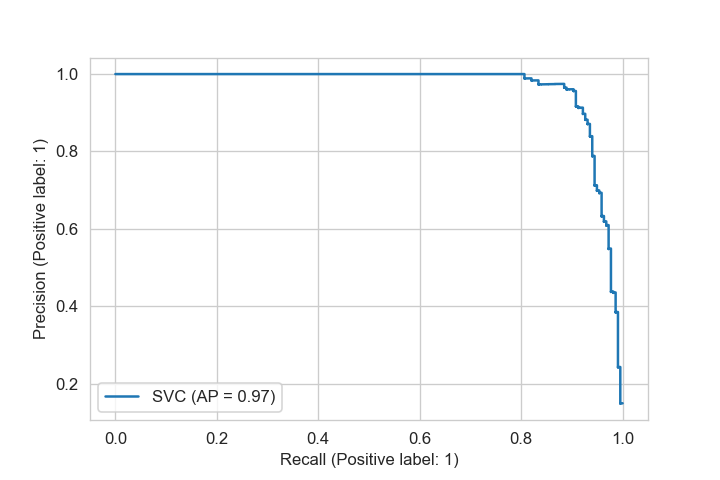 1.0
0.8
0.6
0.4
0.2
Precision (Positive label: 1)
SVC (AP = 0.97)
0.0 0.2 0.4 0.6 0.8 1.0
Recall (Positive label: 1)